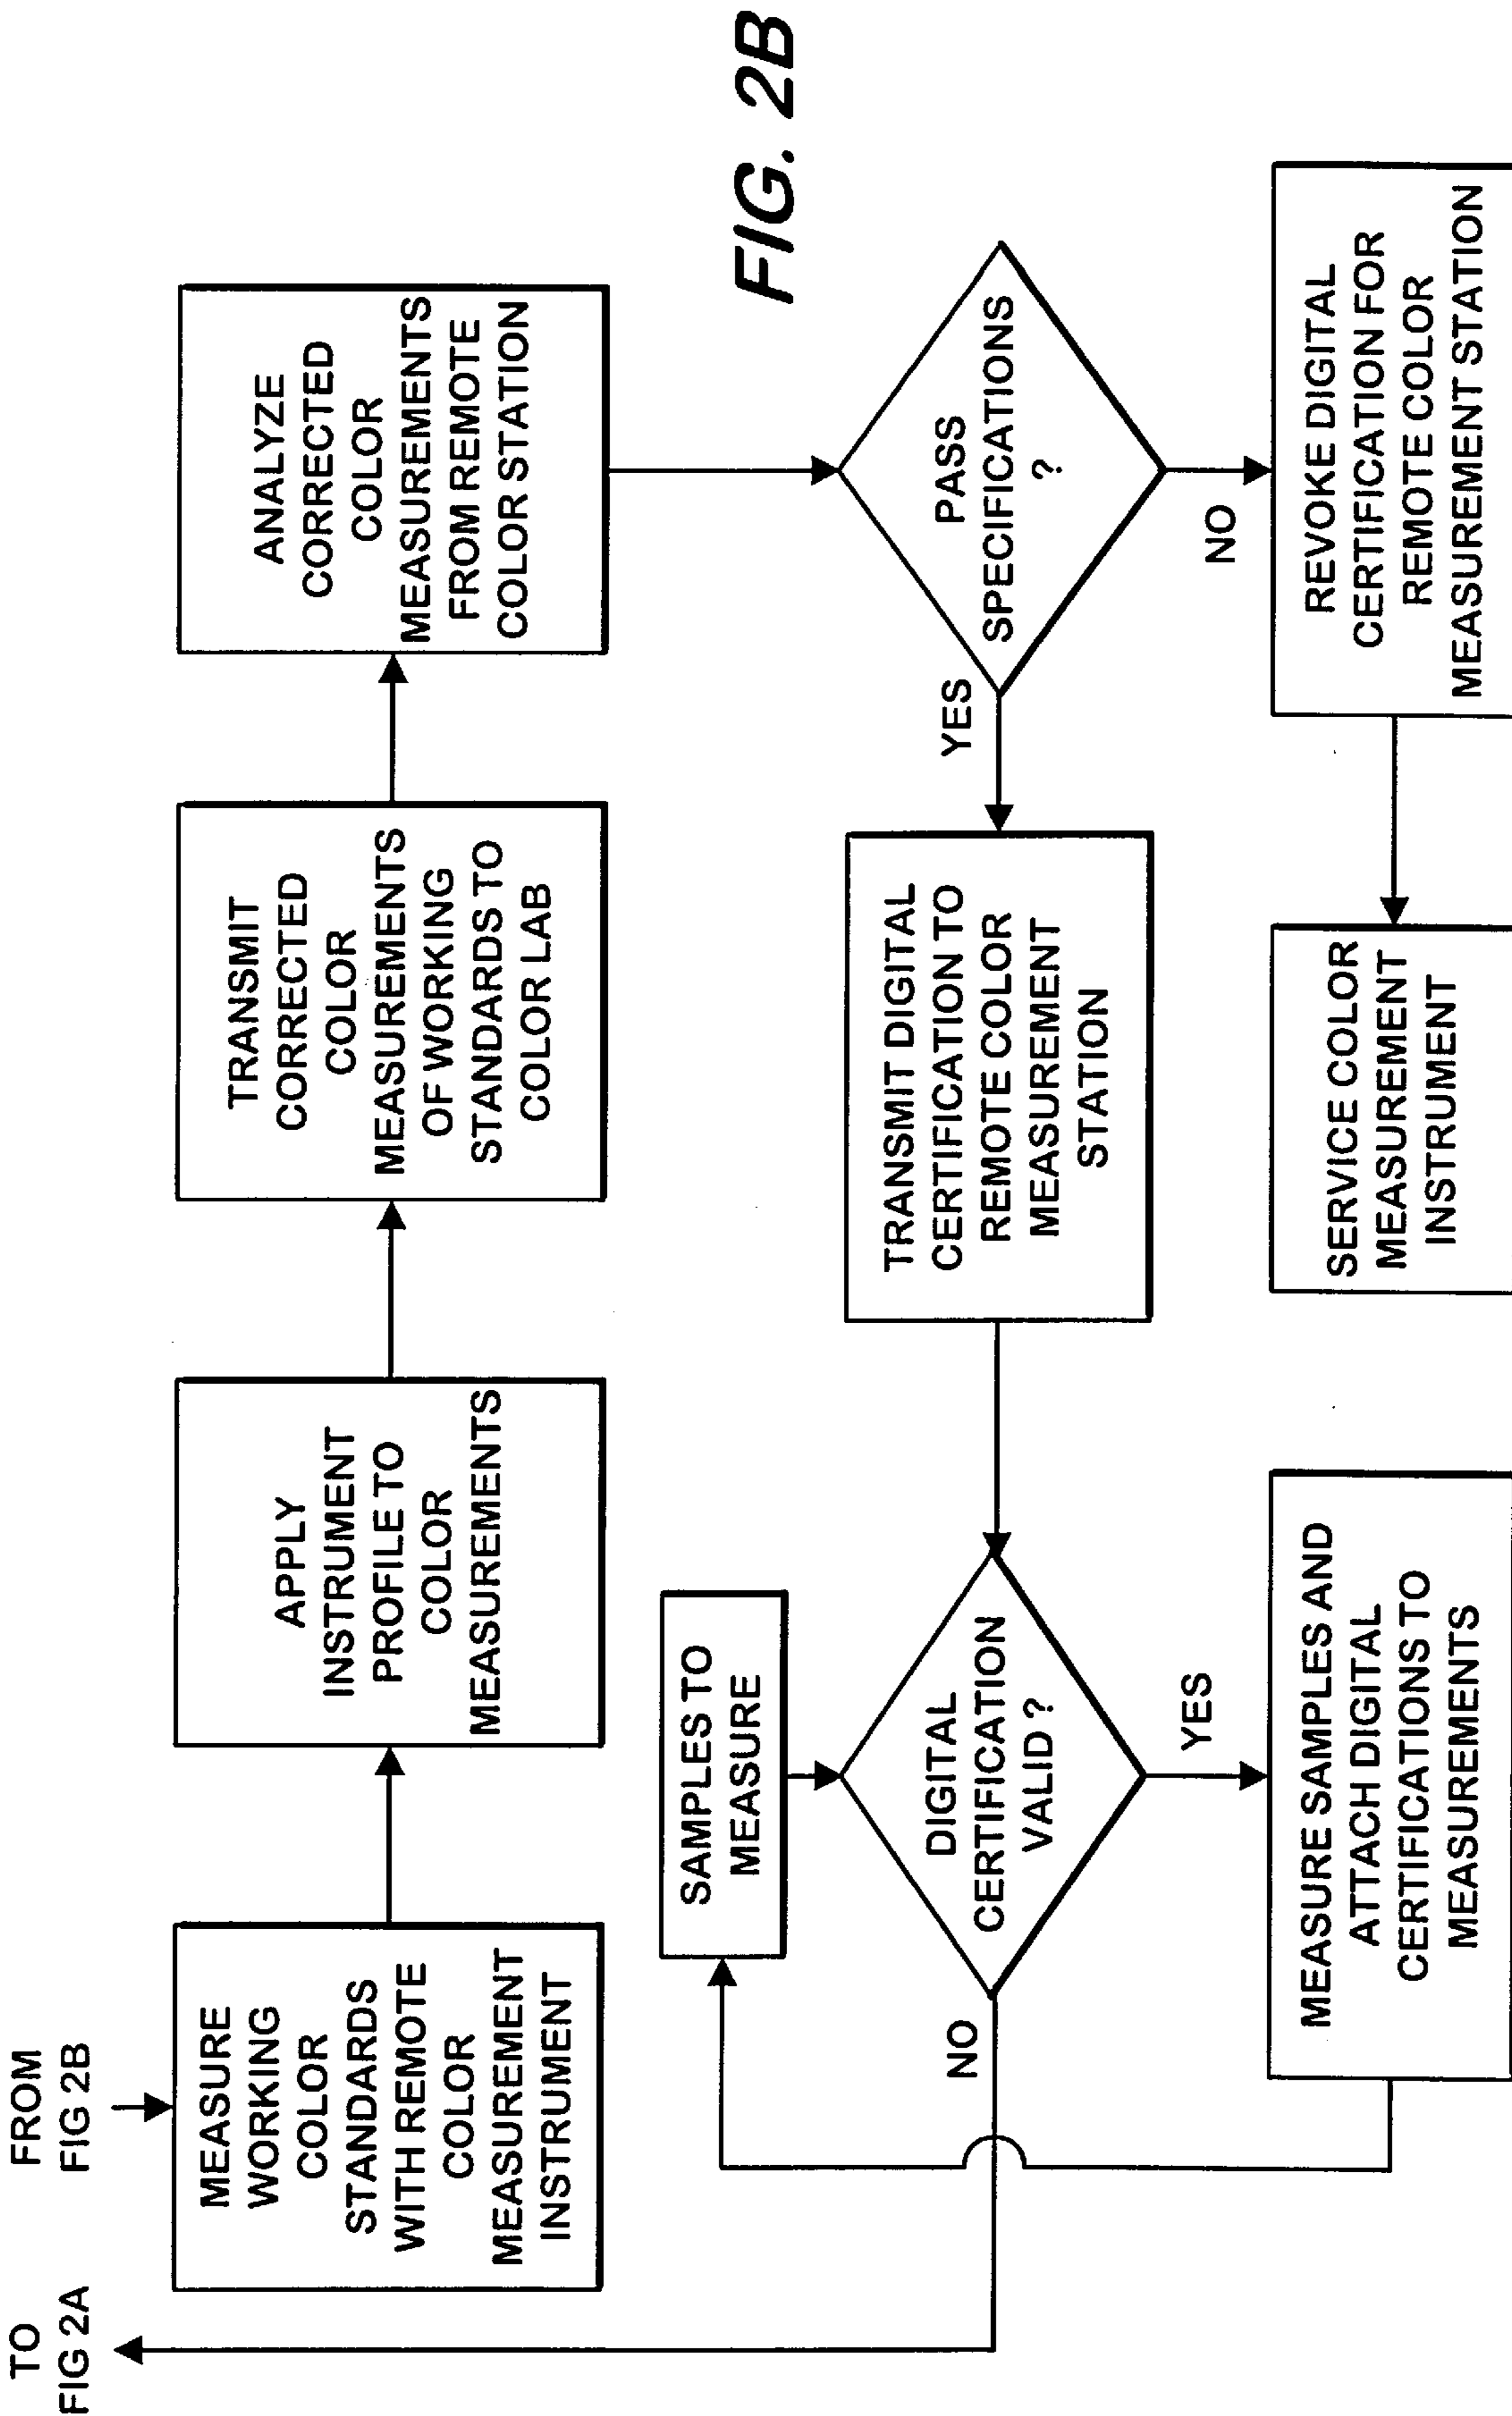 TO
FIG 2A
FROM
FIG 2B
MEASURE
WORKING
COLOR
STANDARDS
WITH REMOTE
COLOR
MEASUREMENT
INSTRUMENT
APPLY
INSTRUMENT
PROFILE TO
COLOR
MEASUREMENTS
TRANSMIT
CORRECTED
COLOR
MEASUREMENTS
OF WORKING
STANDARDS TO
COLOR LAB
ANALYZE
CORRECTED
COLOR
MEASUREMENTS
FROM REMOTE
COLOR STATION
SAMPLES TO
MEASURE
DIGITAL
CERTIFICATION
VALID ?
NO
YES
TRANSMIT DIGITAL
CERTIFICATION TO
REMOTE COLOR
MEASUREMENT
STATION
YES
PASS
SPECIFICATIONS
?
NO
MEASURE SAMPLES AND
ATTACH DIGITAL
CERTIFICATIONS TO
MEASUREMENTS
SERVICE COLOR
MEASUREMENT
INSTRUMENT
REVOKE DIGITAL
CERTIFICATION FOR
REMOTE COLOR
MEASUREMENT STATION
FIG. 2B